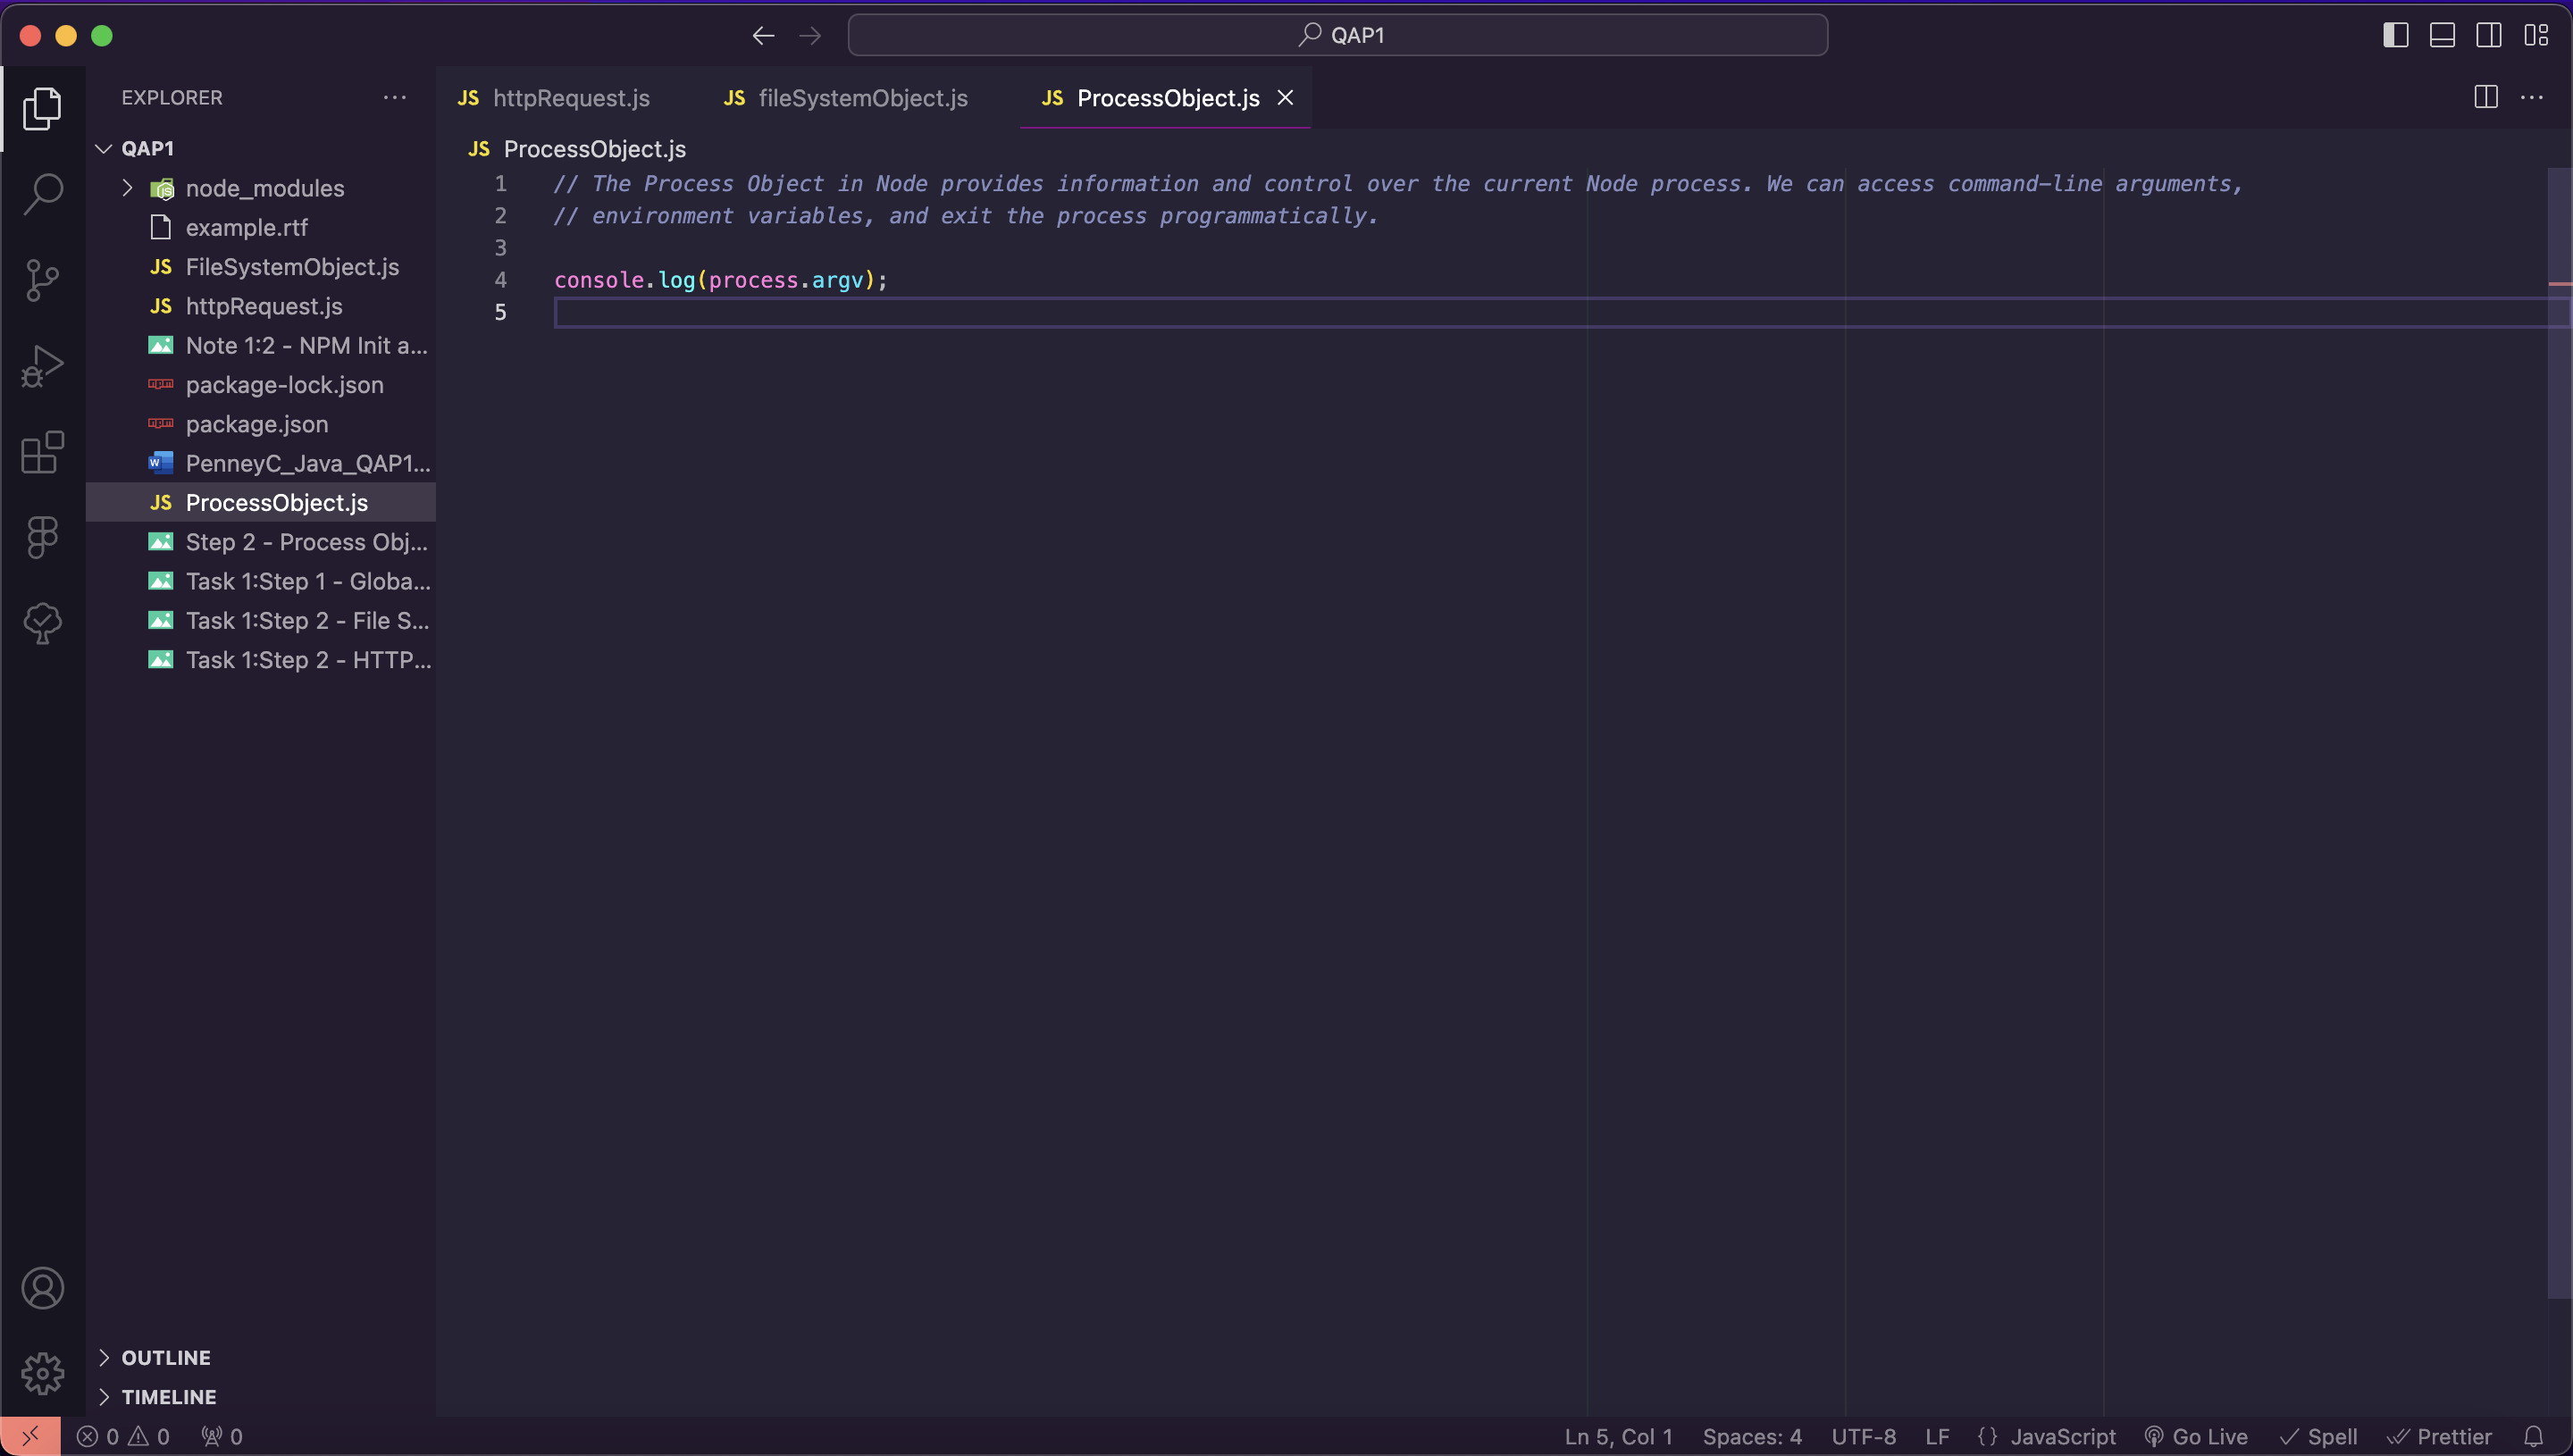 QAP1
EXPLORER
JS httpRequest.js
JS fileSystemObject.js
JS ProcessObject.js
QAP1
node_modules
example.rtf
JS FileSystemObject.js
JS httpRequest.js
Note 1:2 - NPM Init a...
package-lock.json
package.json
PenneyC_Java_QAP1...
JS ProcessObject.js
Step 2 - Process Obj...
Task 1:Step 1 - Globa...
Task 1:Step 2 - File S...
Task 1:Step 2 - HTTP...
OUTLINE
TIMELINE
JS ProcessObject.js
1 // The Process Object in Node provides information and control over the current Node process. We can access command-line arguments,
2 // environment variables, and exit the process programmatically.
3
4 console.log(process.argv);
5
0 0 0 Ln 5, Col 1 Spaces: 4 UTF-8 LF {} JavaScript Go Live Spell Prettier